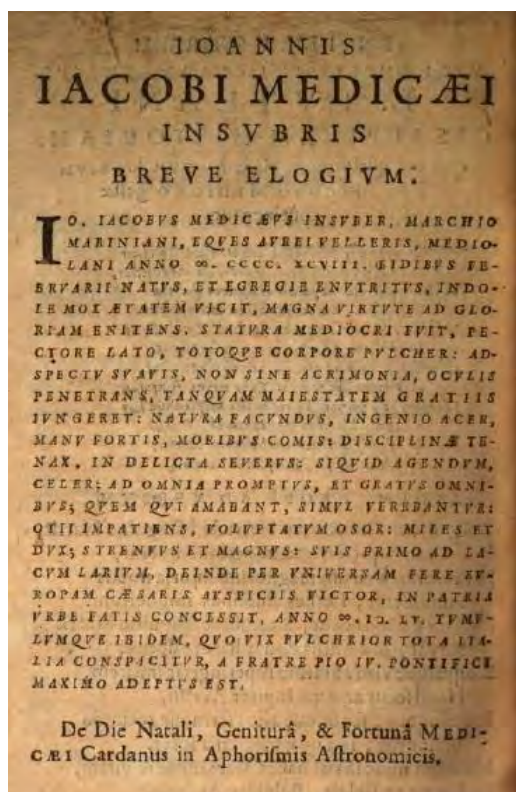 IOANNIS
IACOBI MEDICÆI
INSVBRIS
BREVE ELOGIVM.
IO. IACOBVS MEDICÆVS INSVBER, MARCHIO
MARINIANI, EQVES AVREI VELLERIS, MEDIO-
LANI ANNO ∞. CCCC. XCVIII. EIDIBVS FE-
BRVARII NATVS, ET EGREGIE ENVTRITVS, INDO-
LE MOX ÆTATEM VICIT, MAGNA VIRTVTE AD GLO-
RIAM ENITENS. STATVRA MEDIOCRI FVIT, PE-
CTORE LATO, TOTOQVE CORPORE PVLCHER: AD-
SPECTV SVAVIS, NON SINE ACRIMONIA, OCVLIS
PENETRANS, TANQVAM MAIESTATEM GRATIIS
IVNGERET: NATVRA FACVNDVS, INGENIO ACER,
MANV FORTIS, MORIBVS COMIS: DISCIPLINÆ TE-
NAX, IN DELICTA SEVERVS: SIQVID AGENDVM,
CELER: AD OMNIA PROMPTVS, ET GRATVS OMNI-
BVS; QVEM QVI AMABANT, SIMVL VEREBANTVR:
OTII IMPATIENS, VOLVPTATVM OSOR: MILES ET
DVX; STRENVVS ET MAGNVS: SVIS PRIMO AD LA-
CVM LARIVM, DEINDE PER VNIVERSAM FERE EV-
ROPAM CÆSARIS AVSPICIIS VICTOR, IN PATRIA
VRBE FATIS CONCESSIT, ANNO ∞. IↃ. LV. TVMV-
LVMQVE IBIDEM, QVO VIX PVLCHRIOR TOTA ITA-
LIA CONSPICITVR, A FRATRE PIO IV. PONTIFICE
MAXIMO ADEPTVS EST.
De Die Natali, Geniturâ, & Fortunâ MEDI-
CÆI Cardanus in Aphorismis Astronomicis.